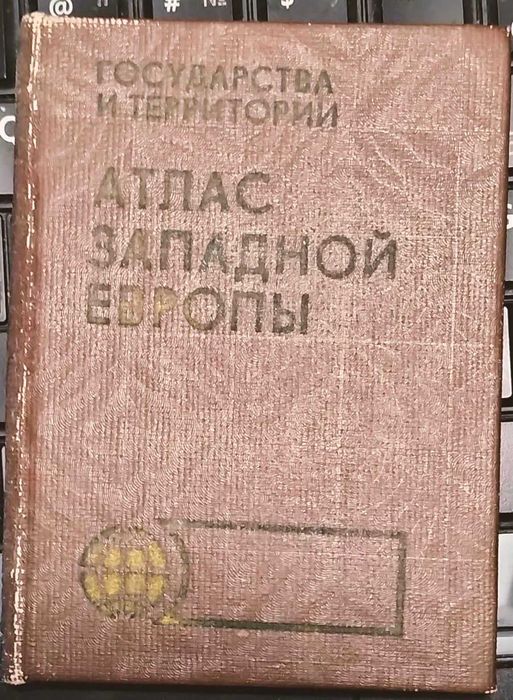 ГОСУДАРСТВА
И ТЕРРИТОРИИ
АТЛАС
ЗАПАДНОЙ
ЕВРОПЫ